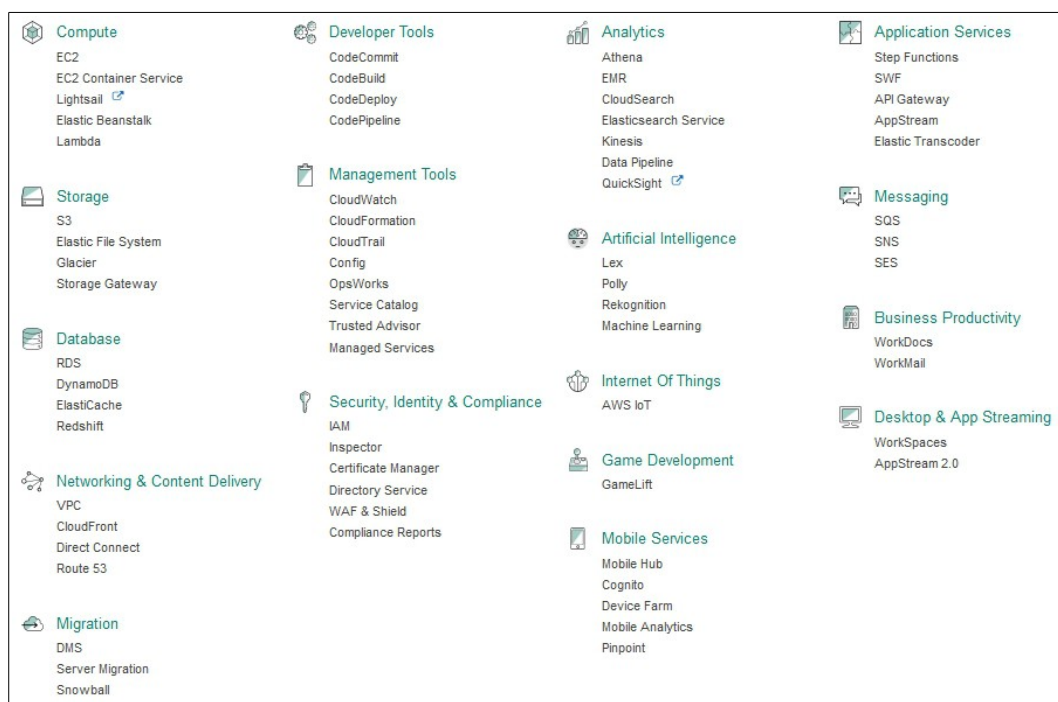 Compute
EC2
EC2 Container Service
Lightsail
Elastic Beanstalk
Lambda
Storage
S3
Elastic File System
Glacier
Storage Gateway
Database
RDS
DynamoDB
ElastiCache
Redshift
Networking & Content Delivery
VPC
CloudFront
Direct Connect
Route 53
Migration
DMS
Server Migration
Snowball
Developer Tools
CodeCommit
CodeBuild
CodeDeploy
CodePipeline
Management Tools
CloudWatch
CloudFormation
CloudTrail
Config
OpsWorks
Service Catalog
Trusted Advisor
Managed Services
Security, Identity & Compliance
IAM
Inspector
Certificate Manager
Directory Service
WAF & Shield
Compliance Reports
Analytics
Athena
EMR
CloudSearch
Elasticsearch Service
Kinesis
Data Pipeline
QuickSight
Artificial Intelligence
Lex
Polly
Rekognition
Machine Learning
Internet Of Things
AWS IoT
Game Development
GameLift
Mobile Services
Mobile Hub
Cognito
Device Farm
Mobile Analytics
Pinpoint
Application Services
Step Functions
SWF
API Gateway
AppStream
Elastic Transcoder
Messaging
SQS
SNS
SES
Business Productivity
WorkDocs
WorkMail
Desktop & App Streaming
WorkSpaces
AppStream 2.0